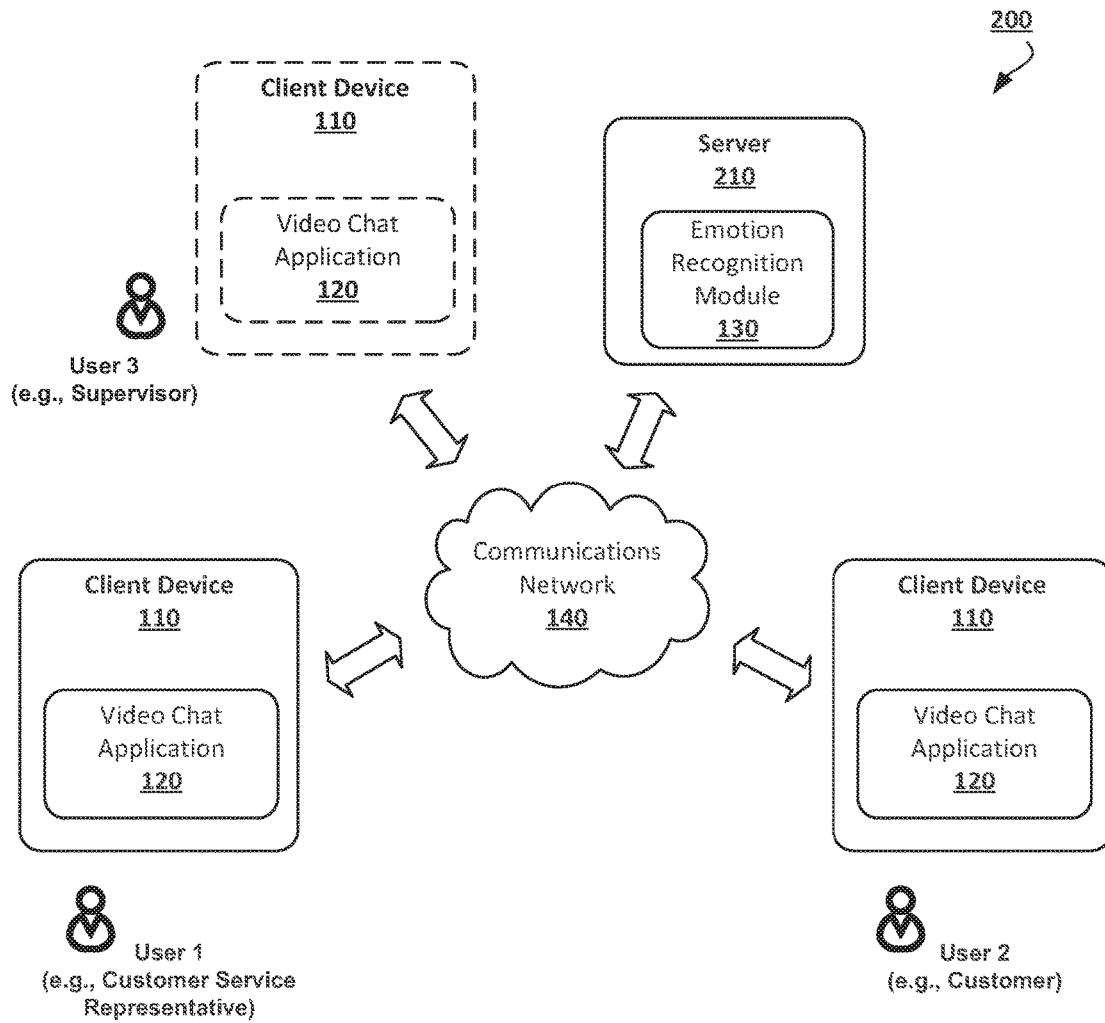 200
Client Device
110
Video Chat
Application
120
User 3
(e.g., Supervisor)
Server
210
Emotion
Recognition
Module
130
Communications
Network
140
Client Device
110
Video Chat
Application
120
User 1
(e.g., Customer Service
Representative)
Client Device
110
Video Chat
Application
120
User 2
(e.g., Customer)